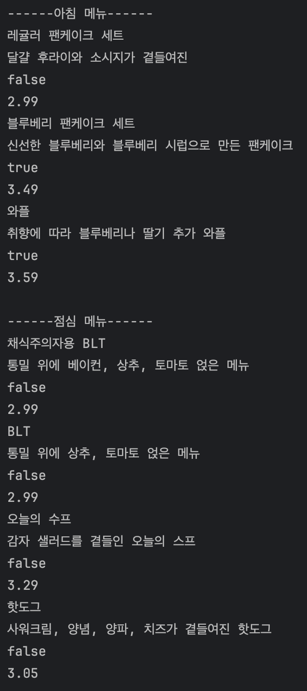 ------아침 메뉴------
레귤러 팬케이크 세트
달걀 후라이와 소시지가 곁들여진
false
2.99
블루베리 팬케이크 세트
신선한 블루베리와 블루베리 시럽으로 만든 팬케이크
true
3.49
와플
취향에 따라 블루베리나 딸기 추가 와플
true
3.59

------점심 메뉴------
채식주의자용 BLT
통밀 위에 베이컨, 상추, 토마토 얹은 메뉴
false
2.99
BLT
통밀 위에 상추, 토마토 얹은 메뉴
false
2.99
오늘의 수프
감자 샐러드를 곁들인 오늘의 스프
false
3.29
핫도그
사워크림, 양념, 양파, 치즈가 곁들여진 핫도그
false
3.05